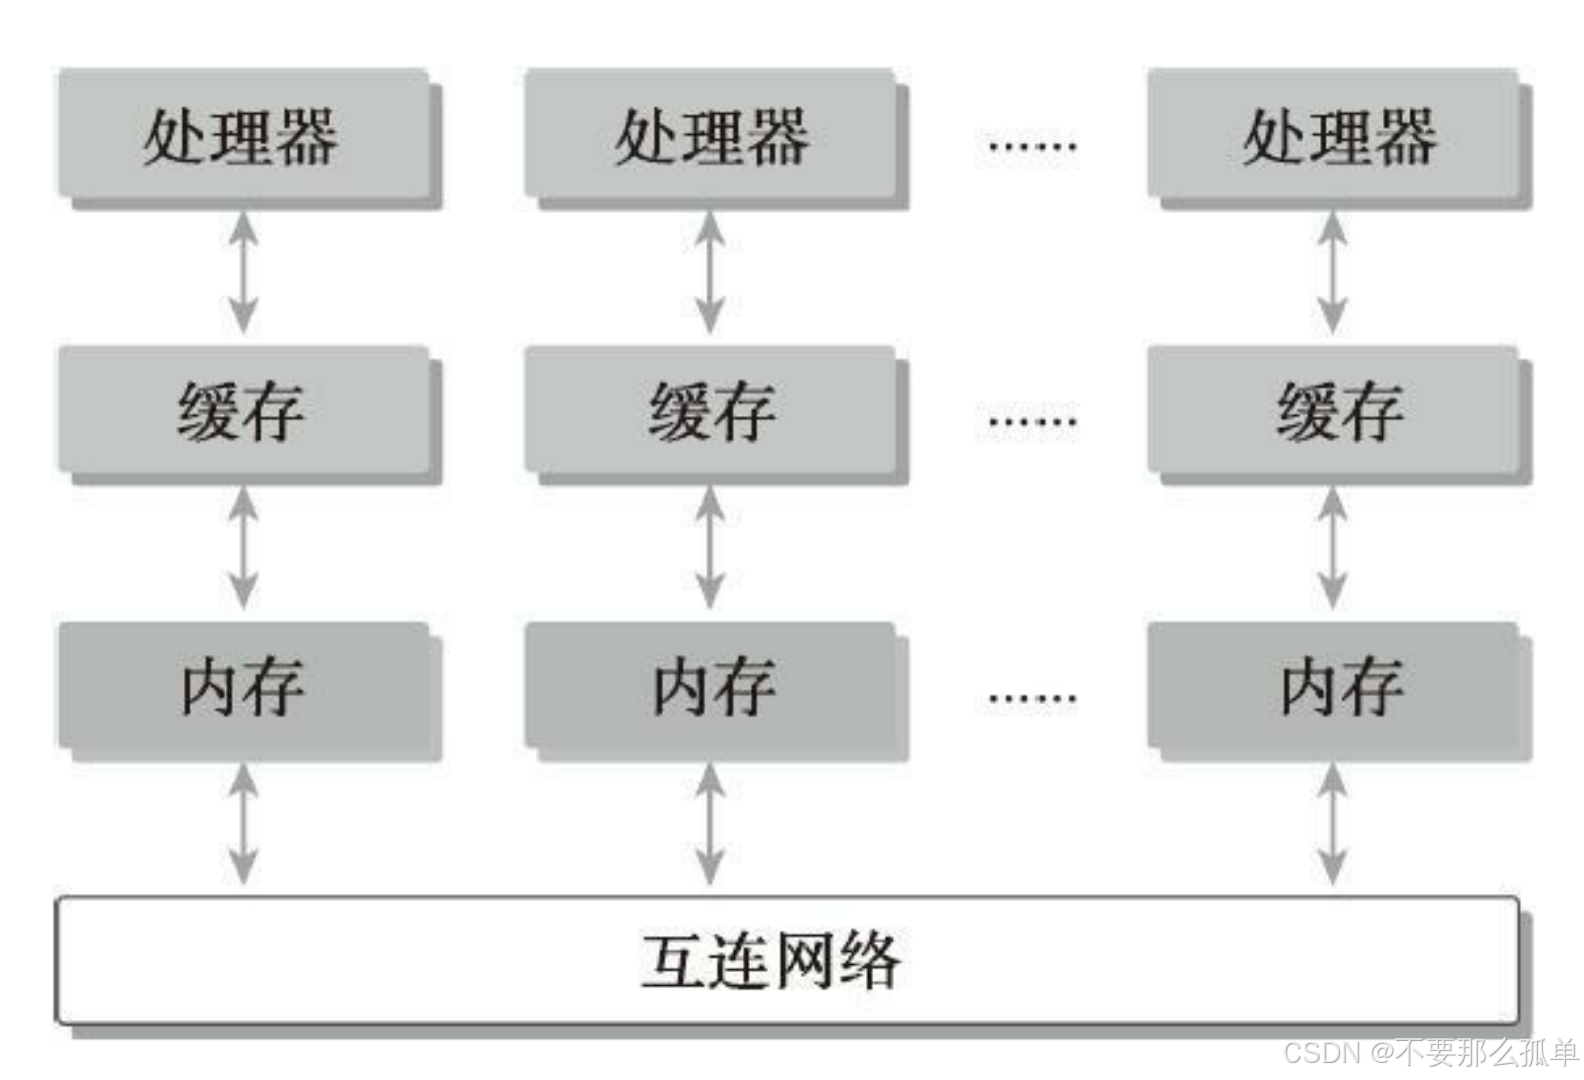 处理器 处理器 …… 处理器
缓存 缓存 …… 缓存
内存 内存 …… 内存
互连网络
CSDN @不要那么孤单